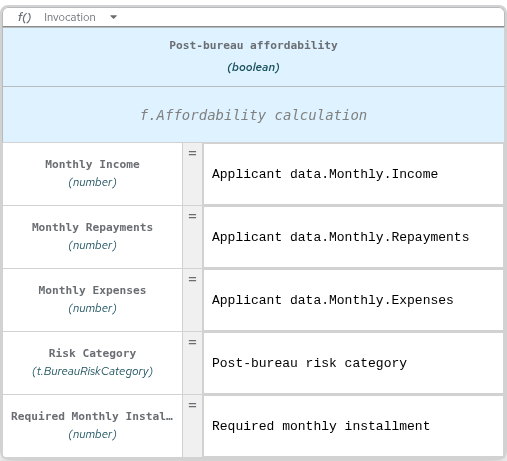 f() Invocation
Post-bureau affordability
(boolean)
f.Affordability calculation
Monthly Income
(number)
= Applicant data.Monthly.Income
Monthly Repayments
(number)
= Applicant data.Monthly.Repayments
Monthly Expenses
(number)
= Applicant data.Monthly.Expenses
Risk Category
(t.BureauRiskCategory)
= Post-bureau risk category
Required Monthly Instal…
(number)
= Required monthly installment